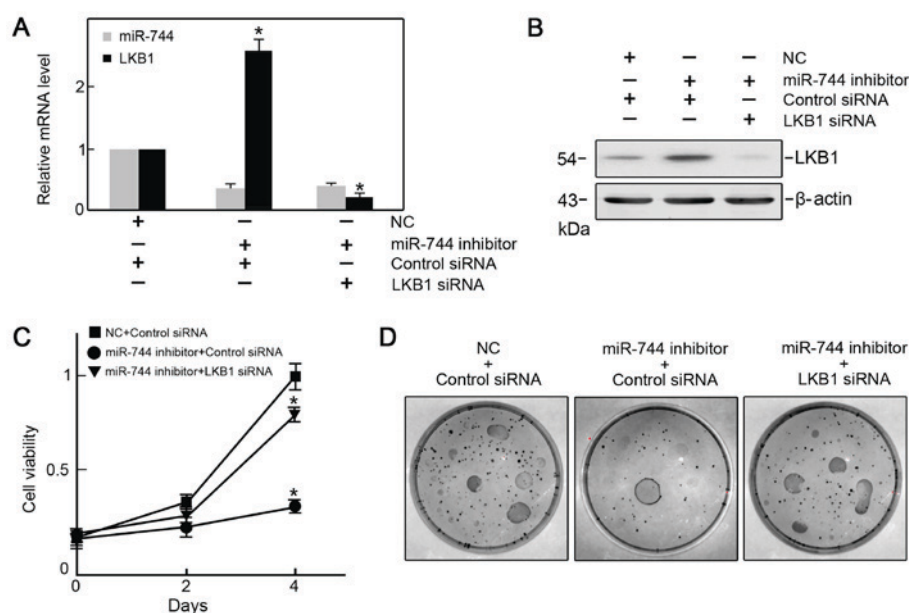 A
miR-744
LKB1
Relative mRNA level
2
1
0
*
*
+ − − NC
− + + miR-744 inhibitor
+ + − Control siRNA
− − + LKB1 siRNA
B
+ − − NC
− + + miR-744 inhibitor
+ + − Control siRNA
− − + LKB1 siRNA
54– –LKB1
43– –β-actin
kDa
C
NC+Control siRNA
miR-744 inhibitor+Control siRNA
miR-744 inhibitor+LKB1 siRNA
Cell viability
1
0.5
0
*
*
0 2 4
Days
D
NC
+
Control siRNA
miR-744 inhibitor
+
Control siRNA
miR-744 inhibitor
+
LKB1 siRNA